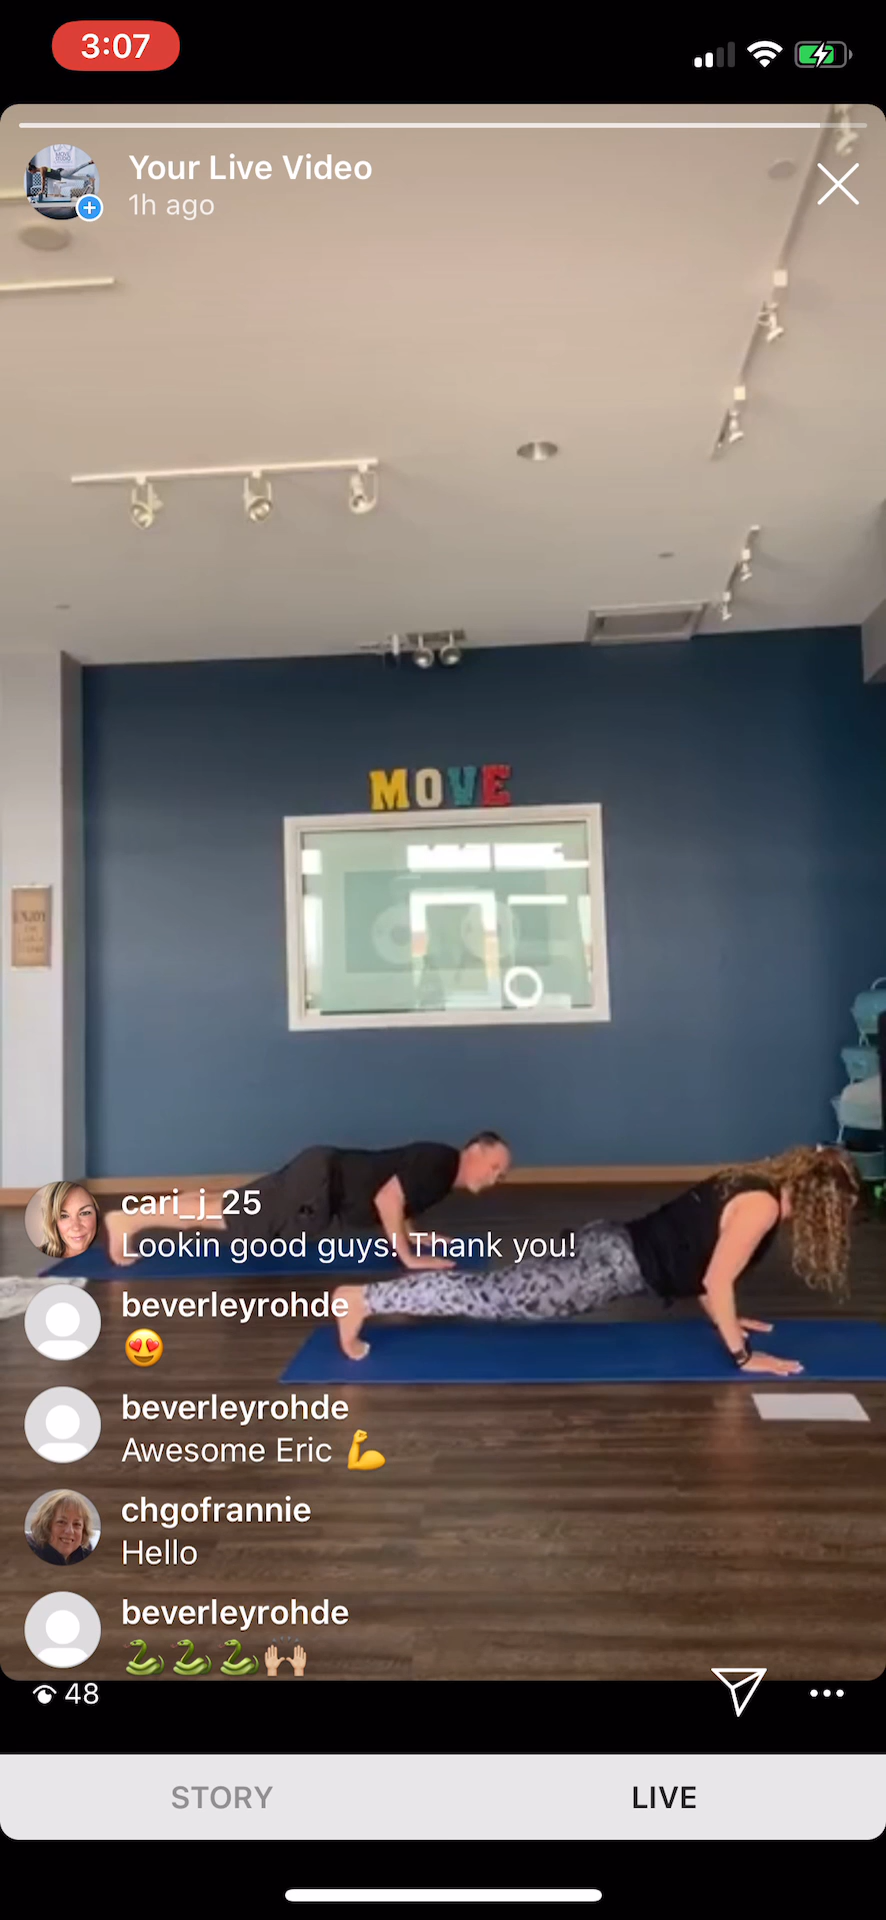 3:07
Your Live Video
1h ago
MOVE
ENJOY
cari_j_25
Lookin good guys! Thank you!
beverleyrohde
😍
beverleyrohde
Awesome Eric 💪
chgofrannie
Hello
beverleyrohde
🐍🐍🐍🙌🏼
48
STORY
LIVE